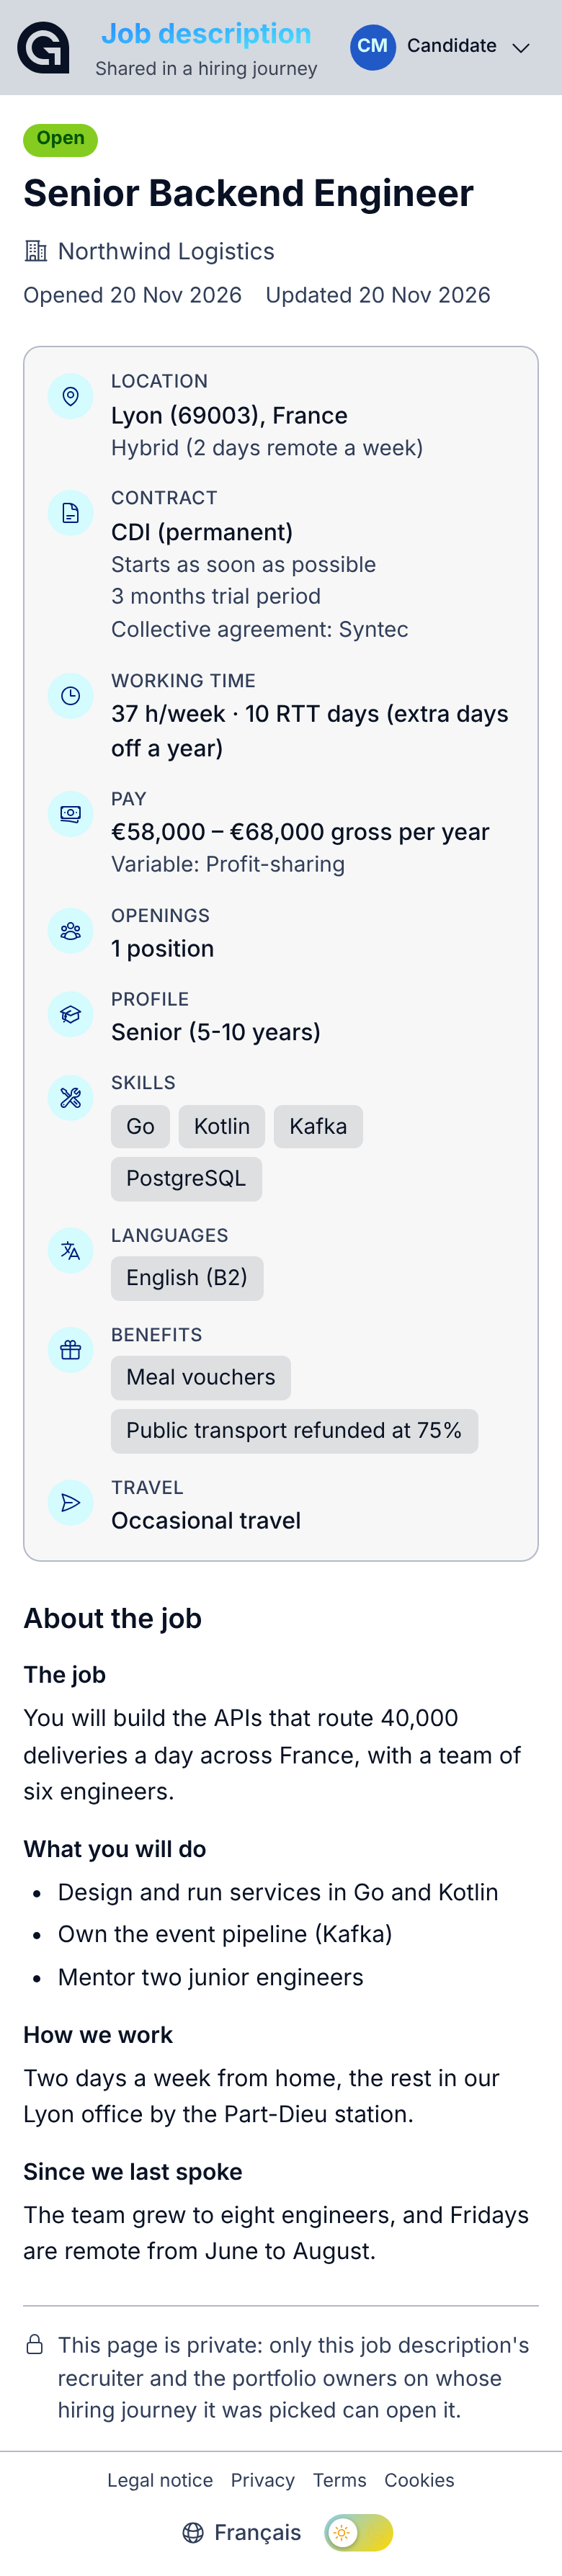 Job description
Shared in a hiring journey
CM
Candidate
Open
Senior Backend Engineer
Northwind Logistics
Opened 20 Nov 2026 Updated 20 Nov 2026
LOCATION
Lyon (69003), France
Hybrid (2 days remote a week)
CONTRACT
CDI (permanent)
Starts as soon as possible
3 months trial period
Collective agreement: Syntec
WORKING TIME
37 h/week · 10 RTT days (extra days
off a year)
PAY
€58,000 – €68,000 gross per year
Variable: Profit-sharing
OPENINGS
1 position
PROFILE
Senior (5-10 years)
SKILLS
Go Kotlin Kafka
PostgreSQL
LANGUAGES
English (B2)
BENEFITS
Meal vouchers
Public transport refunded at 75%
TRAVEL
Occasional travel
About the job
The job
You will build the APIs that route 40,000
deliveries a day across France, with a team of
six engineers.
What you will do
• Design and run services in Go and Kotlin
• Own the event pipeline (Kafka)
• Mentor two junior engineers
How we work
Two days a week from home, the rest in our
Lyon office by the Part-Dieu station.
Since we last spoke
The team grew to eight engineers, and Fridays
are remote from June to August.
This page is private: only this job description's
recruiter and the portfolio owners on whose
hiring journey it was picked can open it.
Legal notice Privacy Terms Cookies
Français